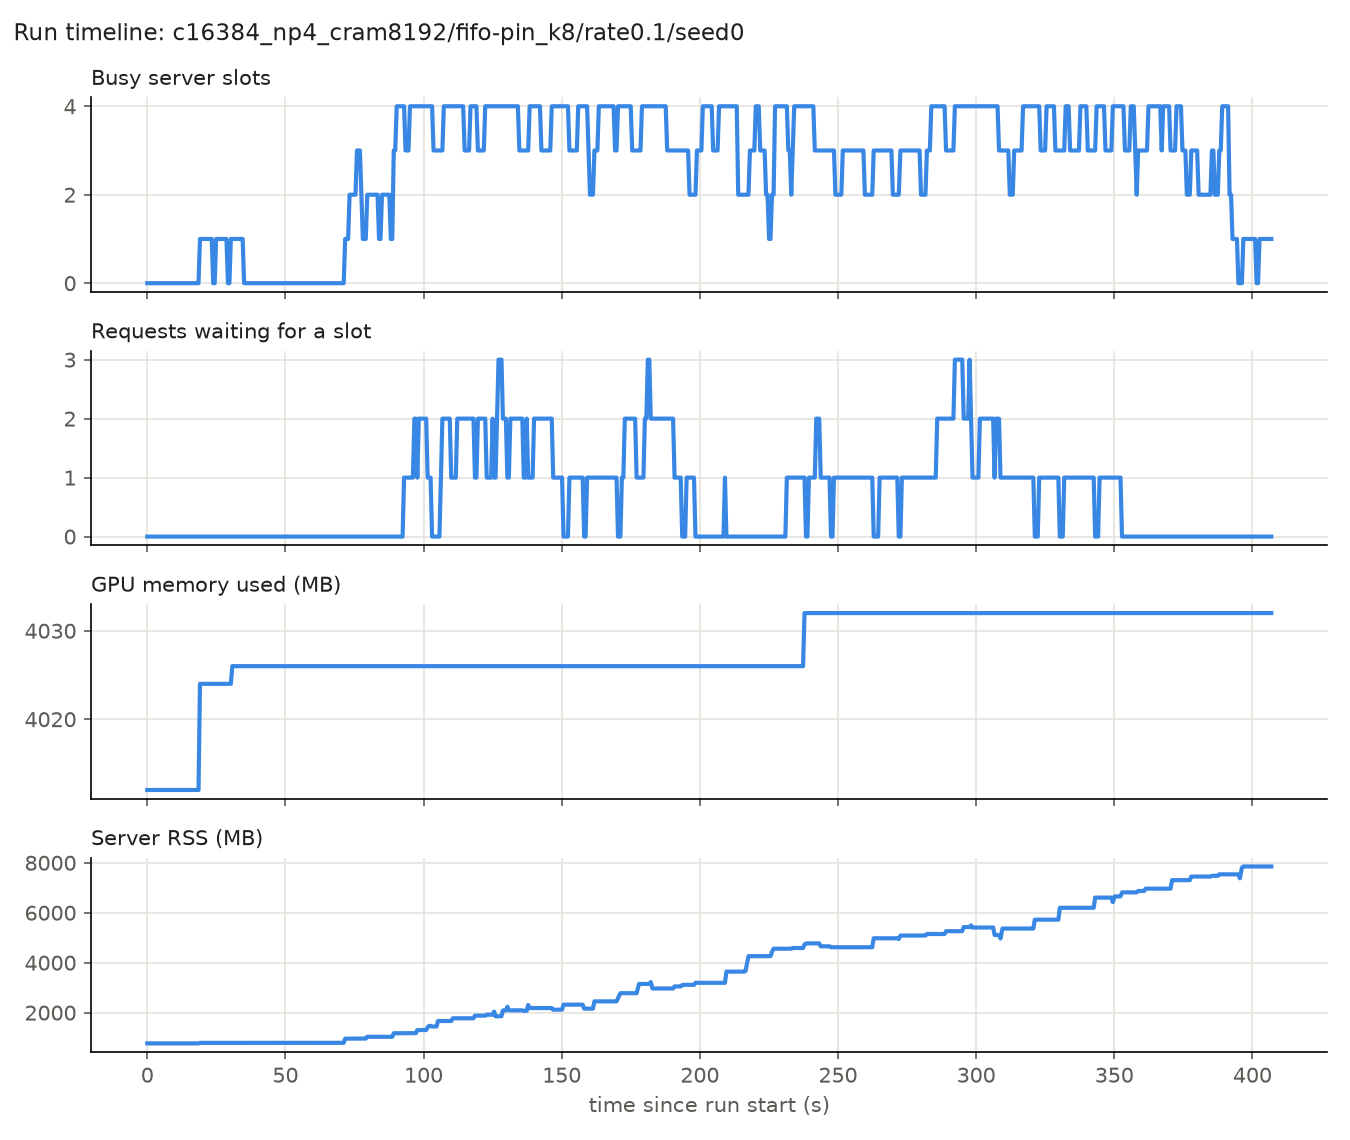 Run timeline: c16384_np4_cram8192/fifo-pin_k8/rate0.1/seed0
Busy server slots
4
2
0
Requests waiting for a slot
3
2
1
0
GPU memory used (MB)
4030
4020
Server RSS (MB)
8000
6000
4000
2000
0 50 100 150 200 250 300 350 400
time since run start (s)